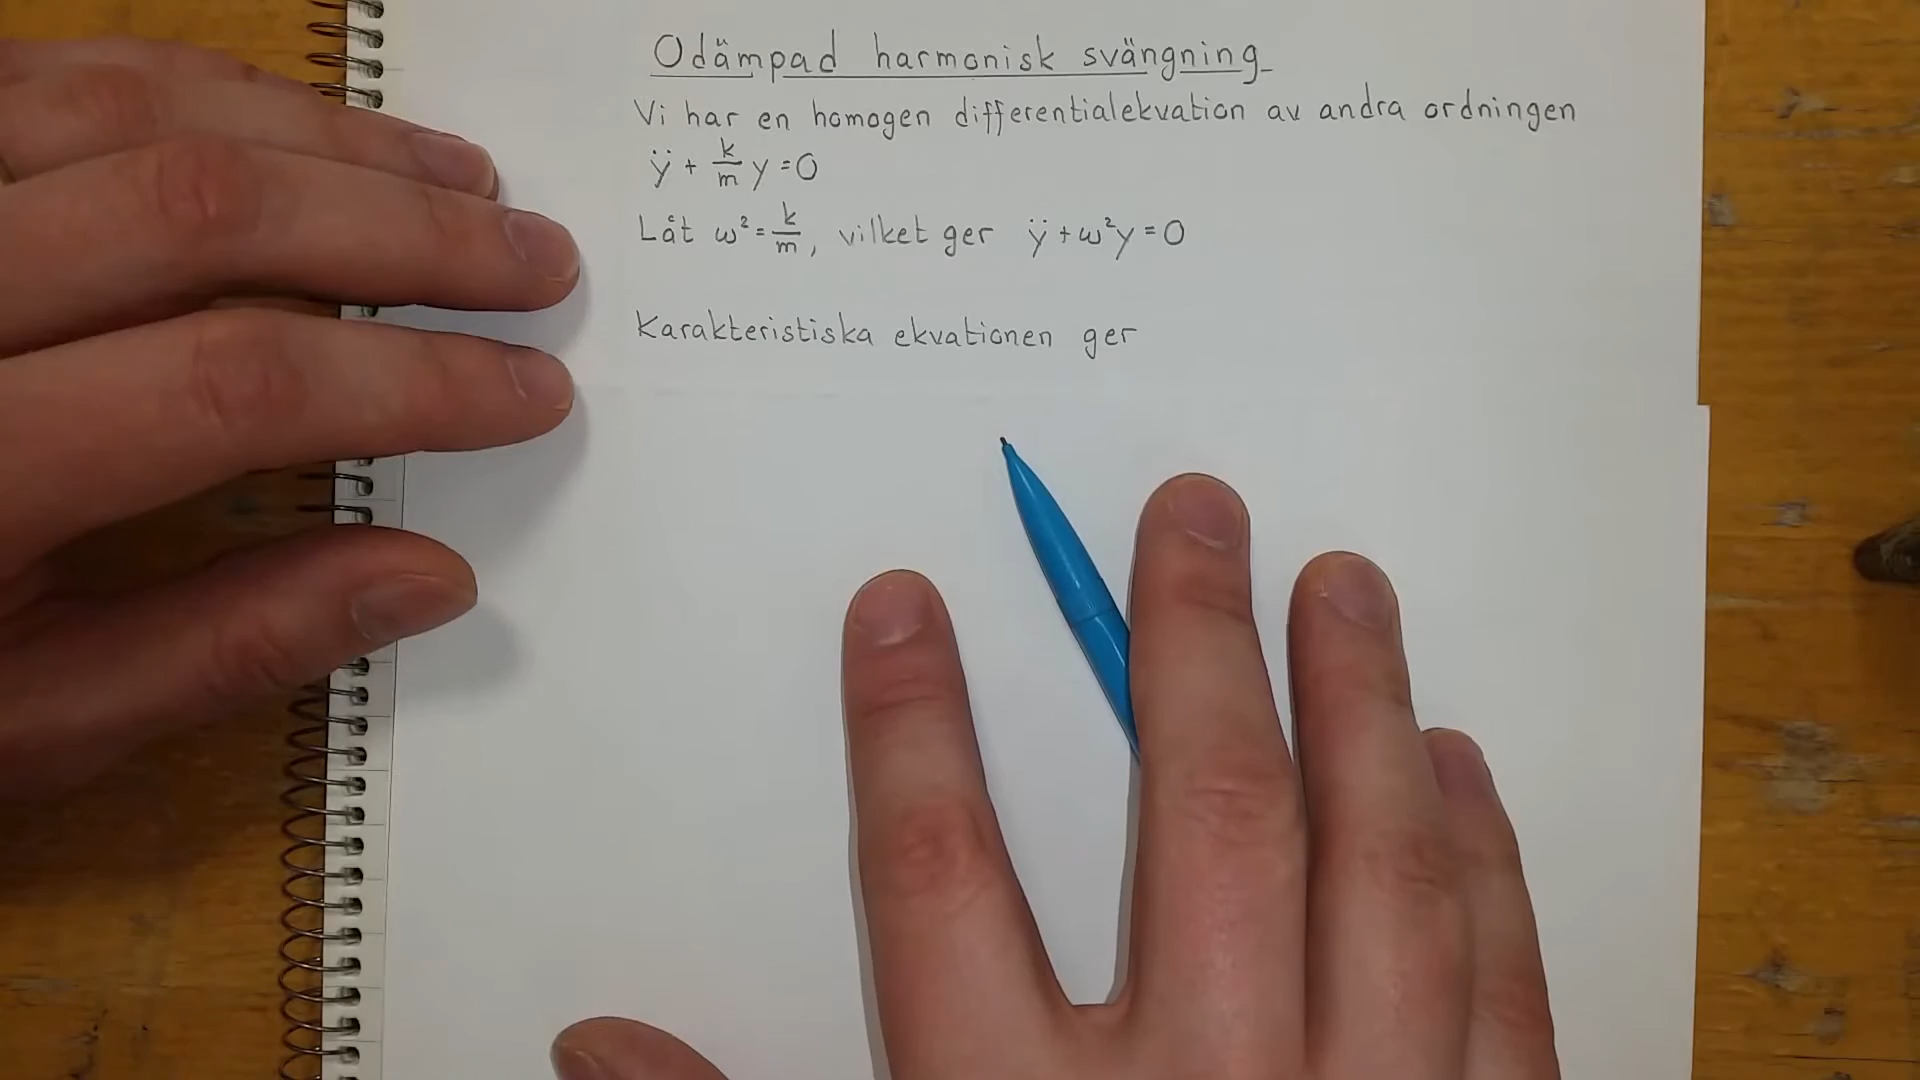 Odämpad harmonisk svängning
Vi har en homogen differentialekvation av andra ordningen
ÿ + k/m y = 0
Låt ω² = k/m, vilket ger ÿ + ω²y = 0
Karakteristiska ekvationen ger